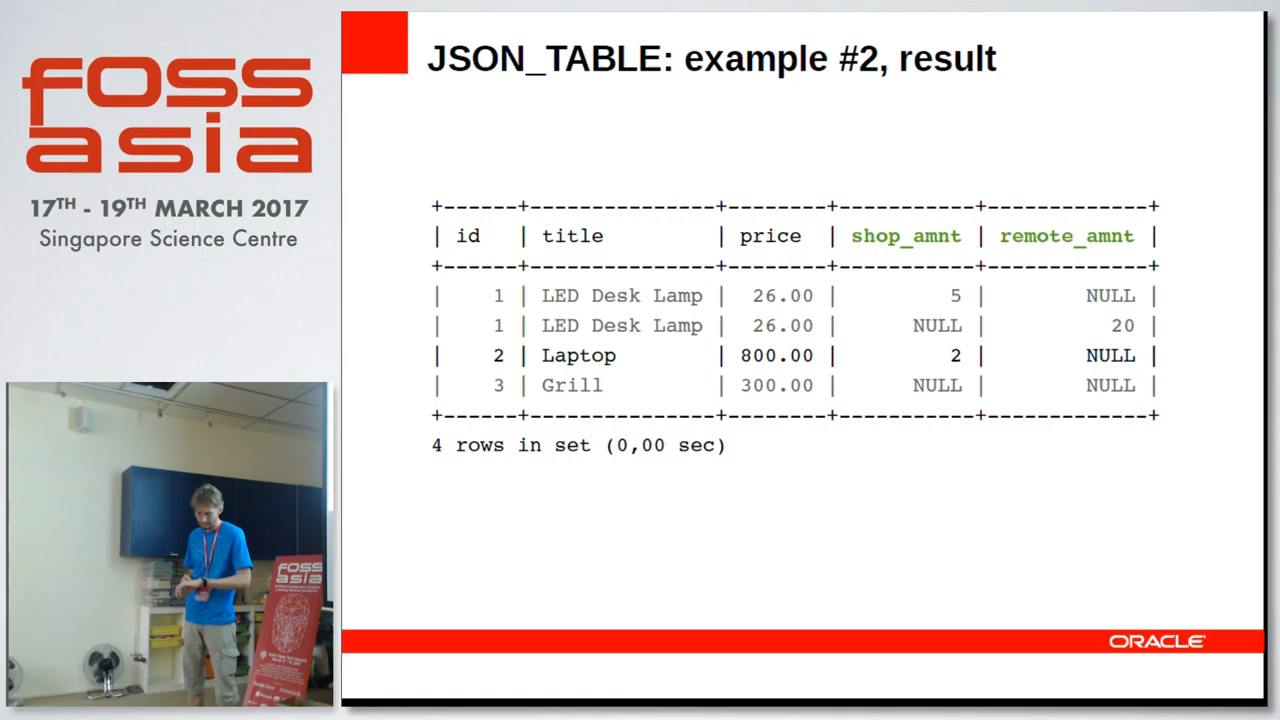 foss
asia
17TH - 19TH MARCH 2017
Singapore Science Centre
JSON_TABLE: example #2, result
+------+---------------+--------+-----------+-------------+
| id | title | price | shop_amnt | remote_amnt |
+------+---------------+--------+-----------+-------------+
| 1 | LED Desk Lamp | 26.00 | 5 | NULL |
| 1 | LED Desk Lamp | 26.00 | NULL | 20 |
| 2 | Laptop | 800.00 | 2 | NULL |
| 3 | Grill | 300.00 | NULL | NULL |
+------+---------------+--------+-----------+-------------+
4 rows in set (0,00 sec)
ORACLE
foss
asia